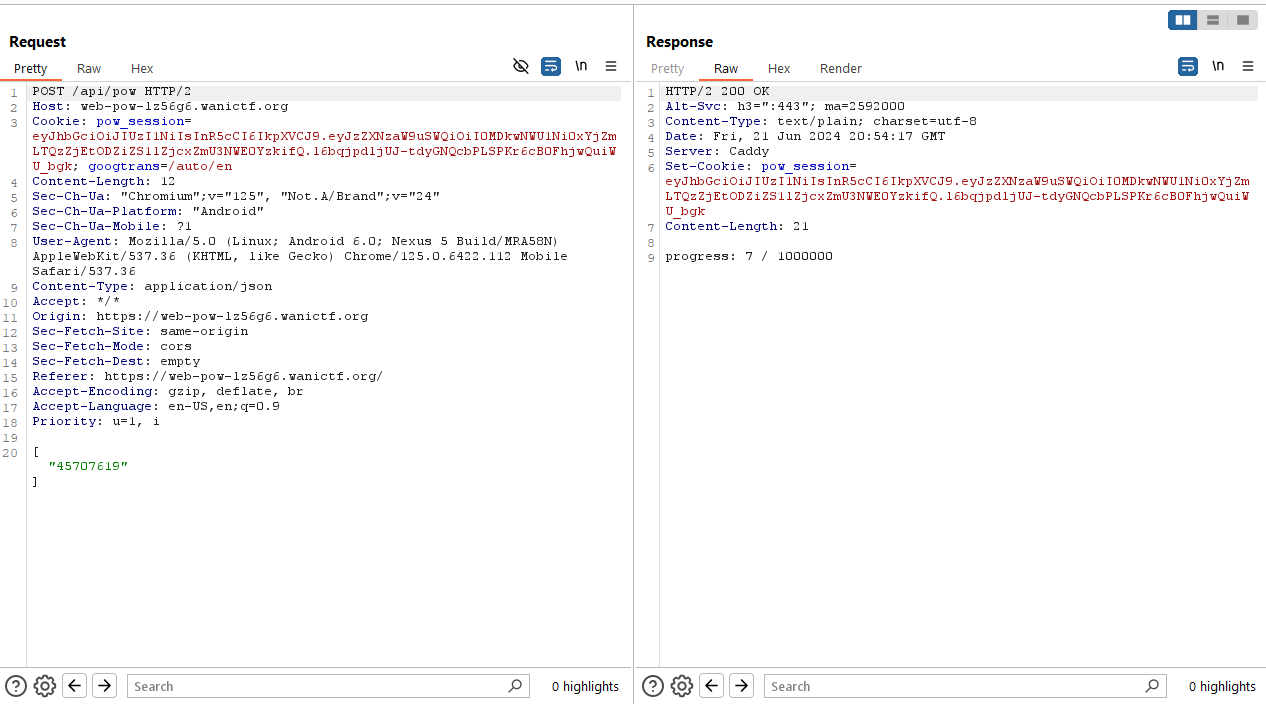 Request
Pretty Raw Hex \n
1 POST /api/pow HTTP/2
2 Host: web-pow-lz56g6.wanictf.org
3 Cookie: pow_session=
eyJhbGciOiJIUzI1NiIsInR5cCI6IkpXVCJ9.eyJzZXNzaW9uSWQiOiI0MDkwNWU1Ni0xYjZm
LTQzZjEtODZiZS1lZjcxZmU3NWE0YzkifQ.l6bqjpdljUJ-tdyGNQcbPLSPKr6cB0FhjwQuiW
U_bgk; googtrans=/auto/en
4 Content-Length: 12
5 Sec-Ch-Ua: "Chromium";v="125", "Not.A/Brand";v="24"
6 Sec-Ch-Ua-Platform: "Android"
7 Sec-Ch-Ua-Mobile: ?1
8 User-Agent: Mozilla/5.0 (Linux; Android 6.0; Nexus 5 Build/MRA58N)
AppleWebKit/537.36 (KHTML, like Gecko) Chrome/125.0.6422.112 Mobile
Safari/537.36
9 Content-Type: application/json
10 Accept: */*
11 Origin: https://web-pow-lz56g6.wanictf.org
12 Sec-Fetch-Site: same-origin
13 Sec-Fetch-Mode: cors
14 Sec-Fetch-Dest: empty
15 Referer: https://web-pow-lz56g6.wanictf.org/
16 Accept-Encoding: gzip, deflate, br
17 Accept-Language: en-US,en;q=0.9
18 Priority: u=1, i
19
20 [
"45707619"
]
Search 0 highlights
Response
Pretty Raw Hex Render \n
1 HTTP/2 200 OK
2 Alt-Svc: h3=":443"; ma=2592000
3 Content-Type: text/plain; charset=utf-8
4 Date: Fri, 21 Jun 2024 20:54:17 GMT
5 Server: Caddy
6 Set-Cookie: pow_session=
eyJhbGciOiJIUzI1NiIsInR5cCI6IkpXVCJ9.eyJzZXNzaW9uSWQiOiI0MDkwNWU1Ni0xYjZm
LTQzZjEtODZiZS1lZjcxZmU3NWE0YzkifQ.l6bqjpdljUJ-tdyGNQcbPLSPKr6cB0FhjwQuiW
U_bgk
7 Content-Length: 21
8
9 progress: 7 / 1000000
Search 0 highlights